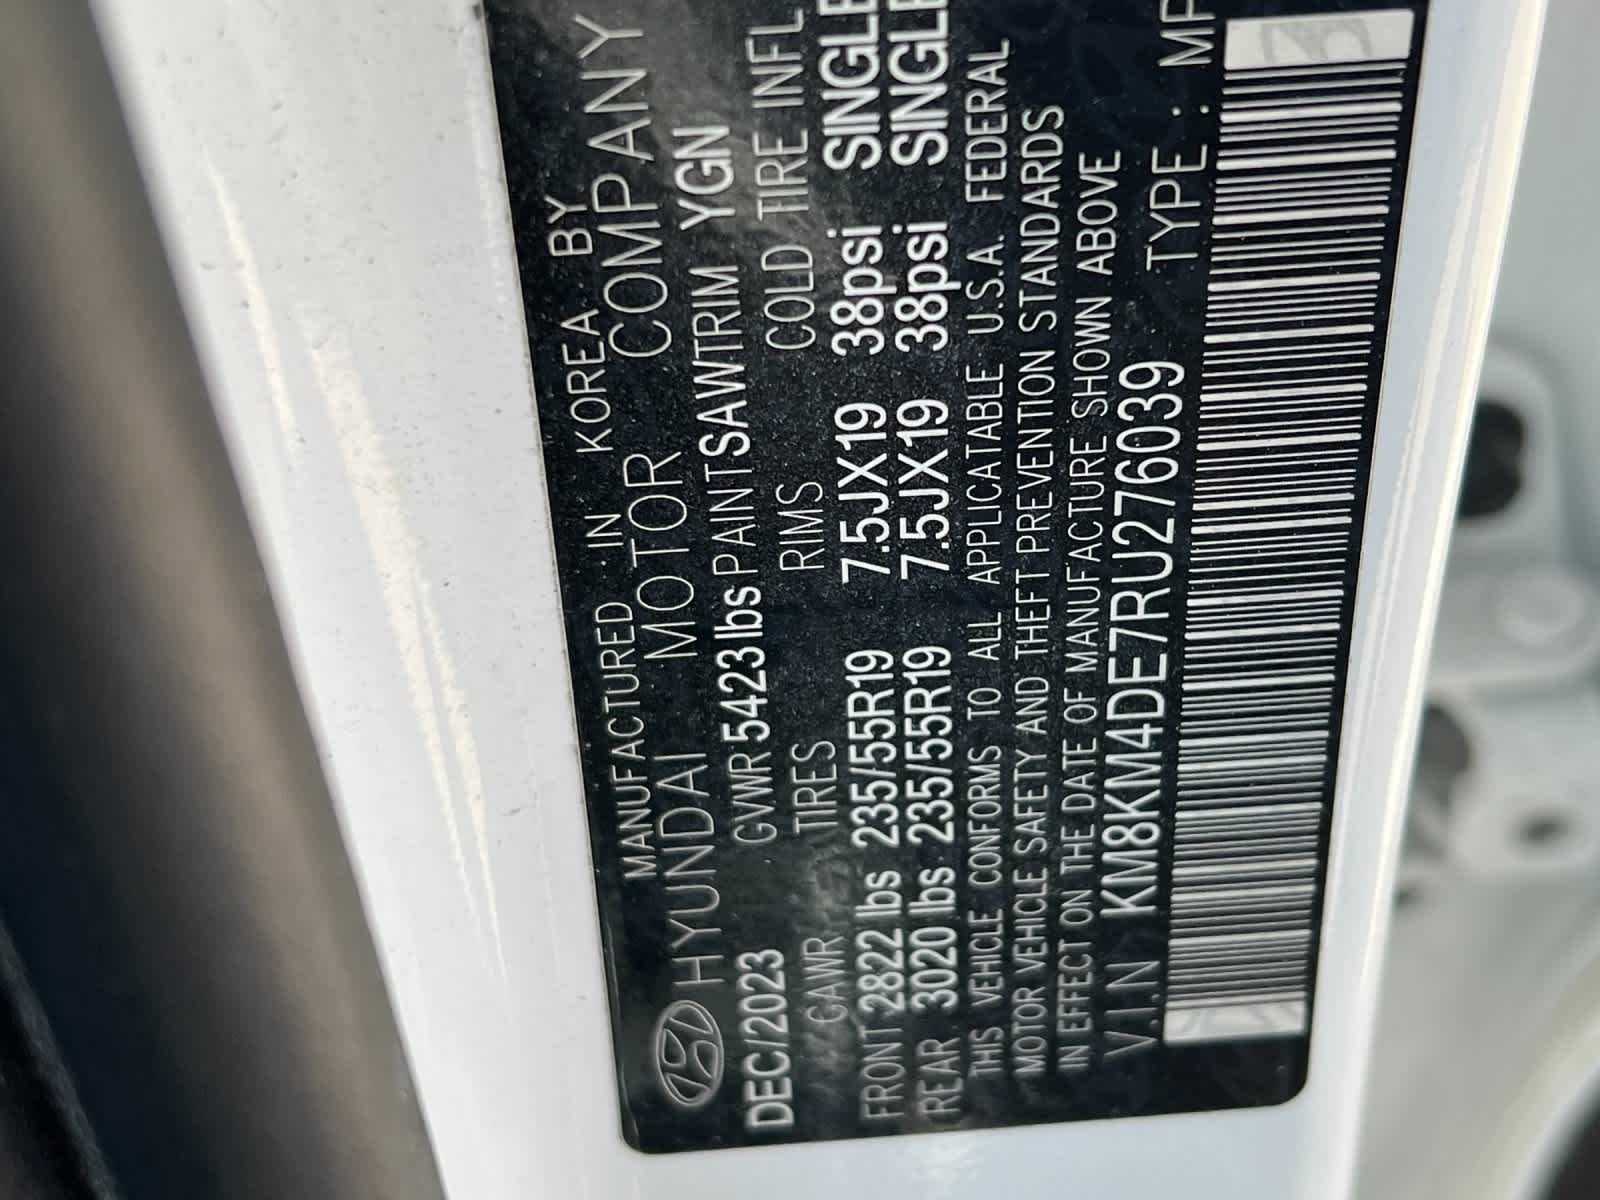 MANUFACTURED IN KOREA BY
HYUNDAI MOTOR COMPANY
DEC/2023 GVWR 5423 lbs PAINT SAW TRIM YGN
GAWR TIRES RIMS COLD TIRE INFL
FRONT 2822 lbs 235/55R19 7.5JX19 38psi SINGLE
REAR 3020 lbs 235/55R19 7.5JX19 38psi SINGLE
THIS VEHICLE CONFORMS TO ALL APPLICATABLE U.S.A. FEDERAL
MOTOR VEHICLE SAFETY AND THEFT PREVENTION STANDARDS
IN EFFECT ON THE DATE OF MANUFACTURE SHOWN ABOVE
V.I.N KM8KM4DE7RU276039 TYPE : MP